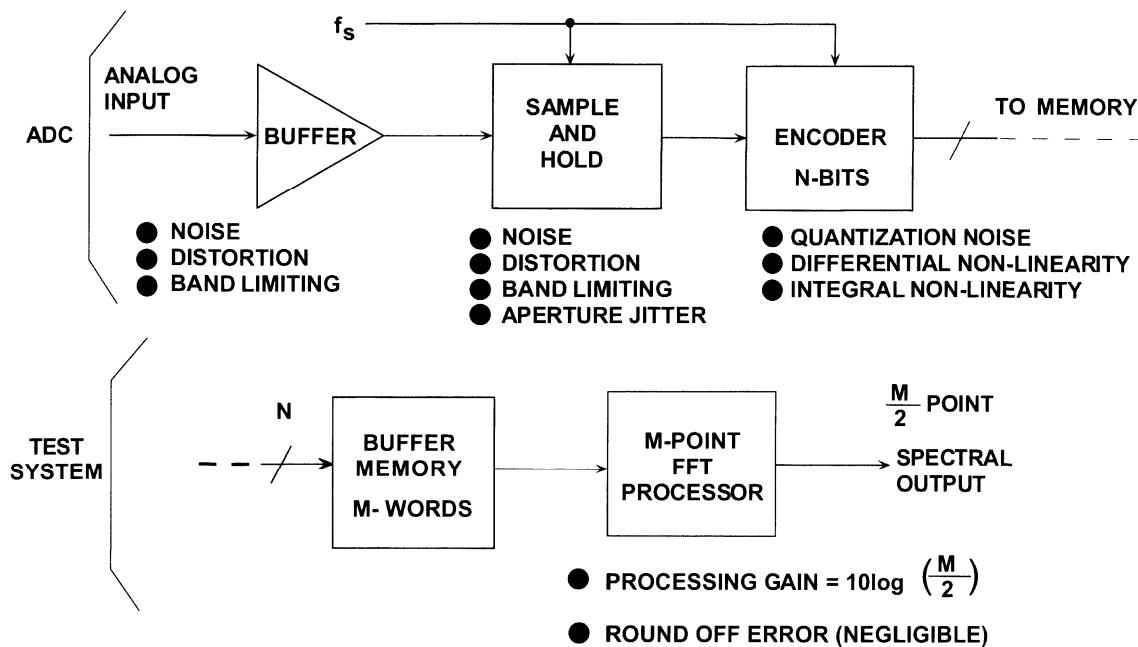 fs
ADC
ANALOG
INPUT
BUFFER
SAMPLE
AND
HOLD
ENCODER
N-BITS
TO MEMORY
● NOISE
● DISTORTION
● BAND LIMITING
● NOISE
● DISTORTION
● BAND LIMITING
● APERTURE JITTER
● QUANTIZATION NOISE
● DIFFERENTIAL NON-LINEARITY
● INTEGRAL NON-LINEARITY
TEST
SYSTEM
N
BUFFER
MEMORY
M- WORDS
M-POINT
FFT
PROCESSOR
M/2 POINT
SPECTRAL
OUTPUT
● PROCESSING GAIN = 10log (M/2)
● ROUND OFF ERROR (NEGLIGIBLE)